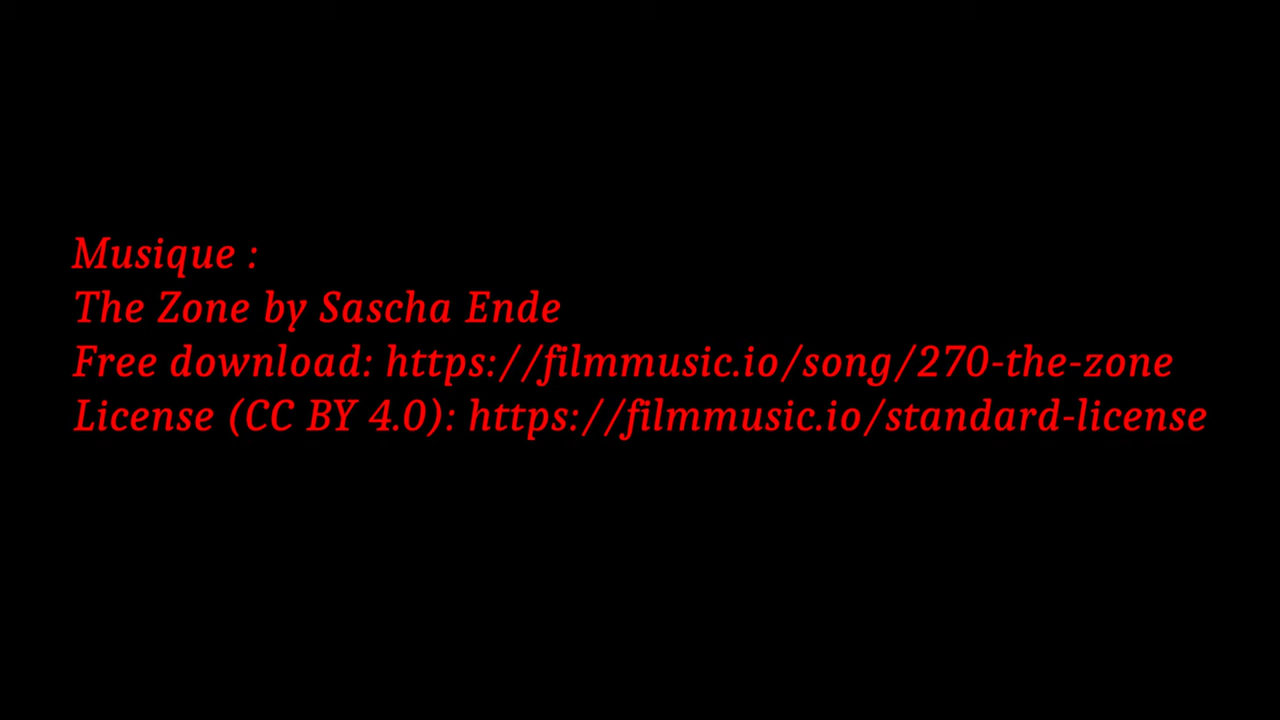 Musique :
The Zone by Sascha Ende
Free download: https://filmmusic.io/song/270-the-zone
License (CC BY 4.0): https://filmmusic.io/standard-license